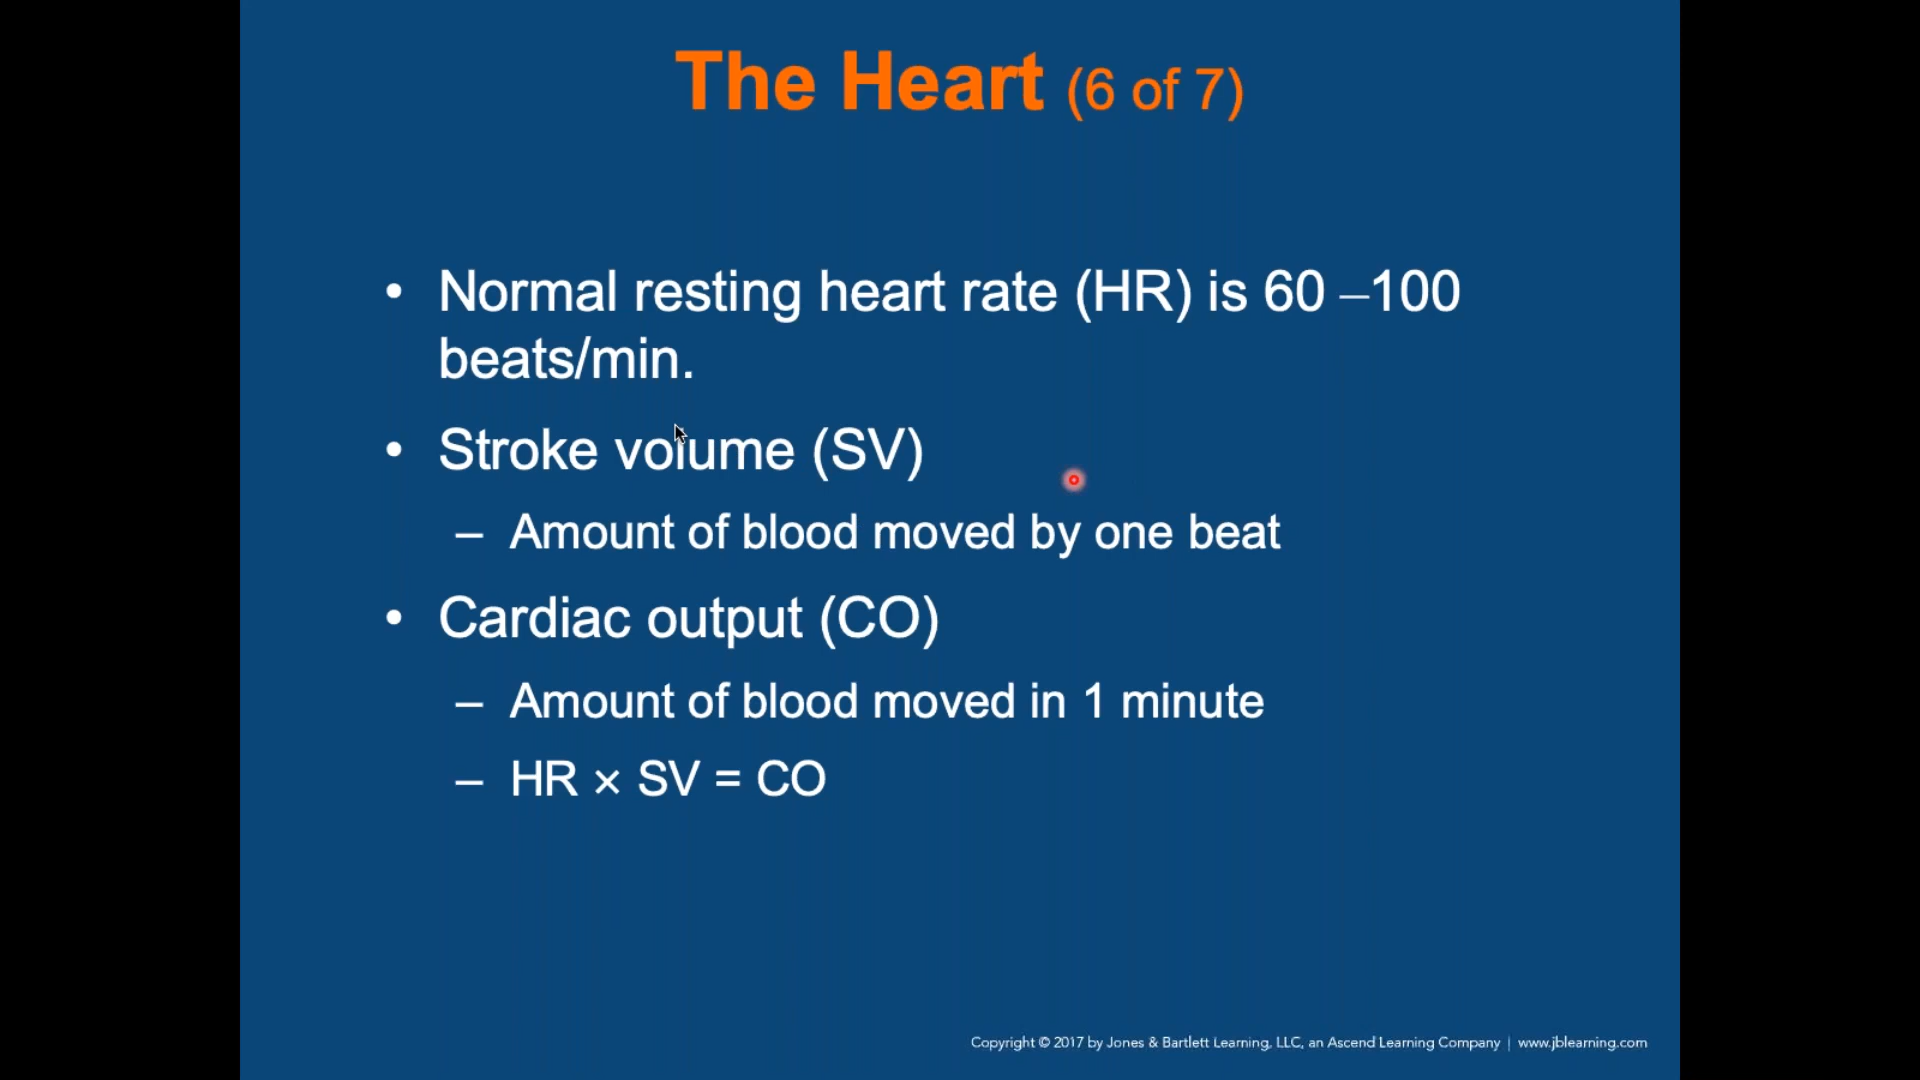 The Heart (6 of 7)
• Normal resting heart rate (HR) is 60 –100
beats/min.
• Stroke volume (SV)
– Amount of blood moved by one beat
• Cardiac output (CO)
– Amount of blood moved in 1 minute
– HR × SV = CO
Copyright © 2017 by Jones & Bartlett Learning, LLC, an Ascend Learning Company | www.jblearning.com